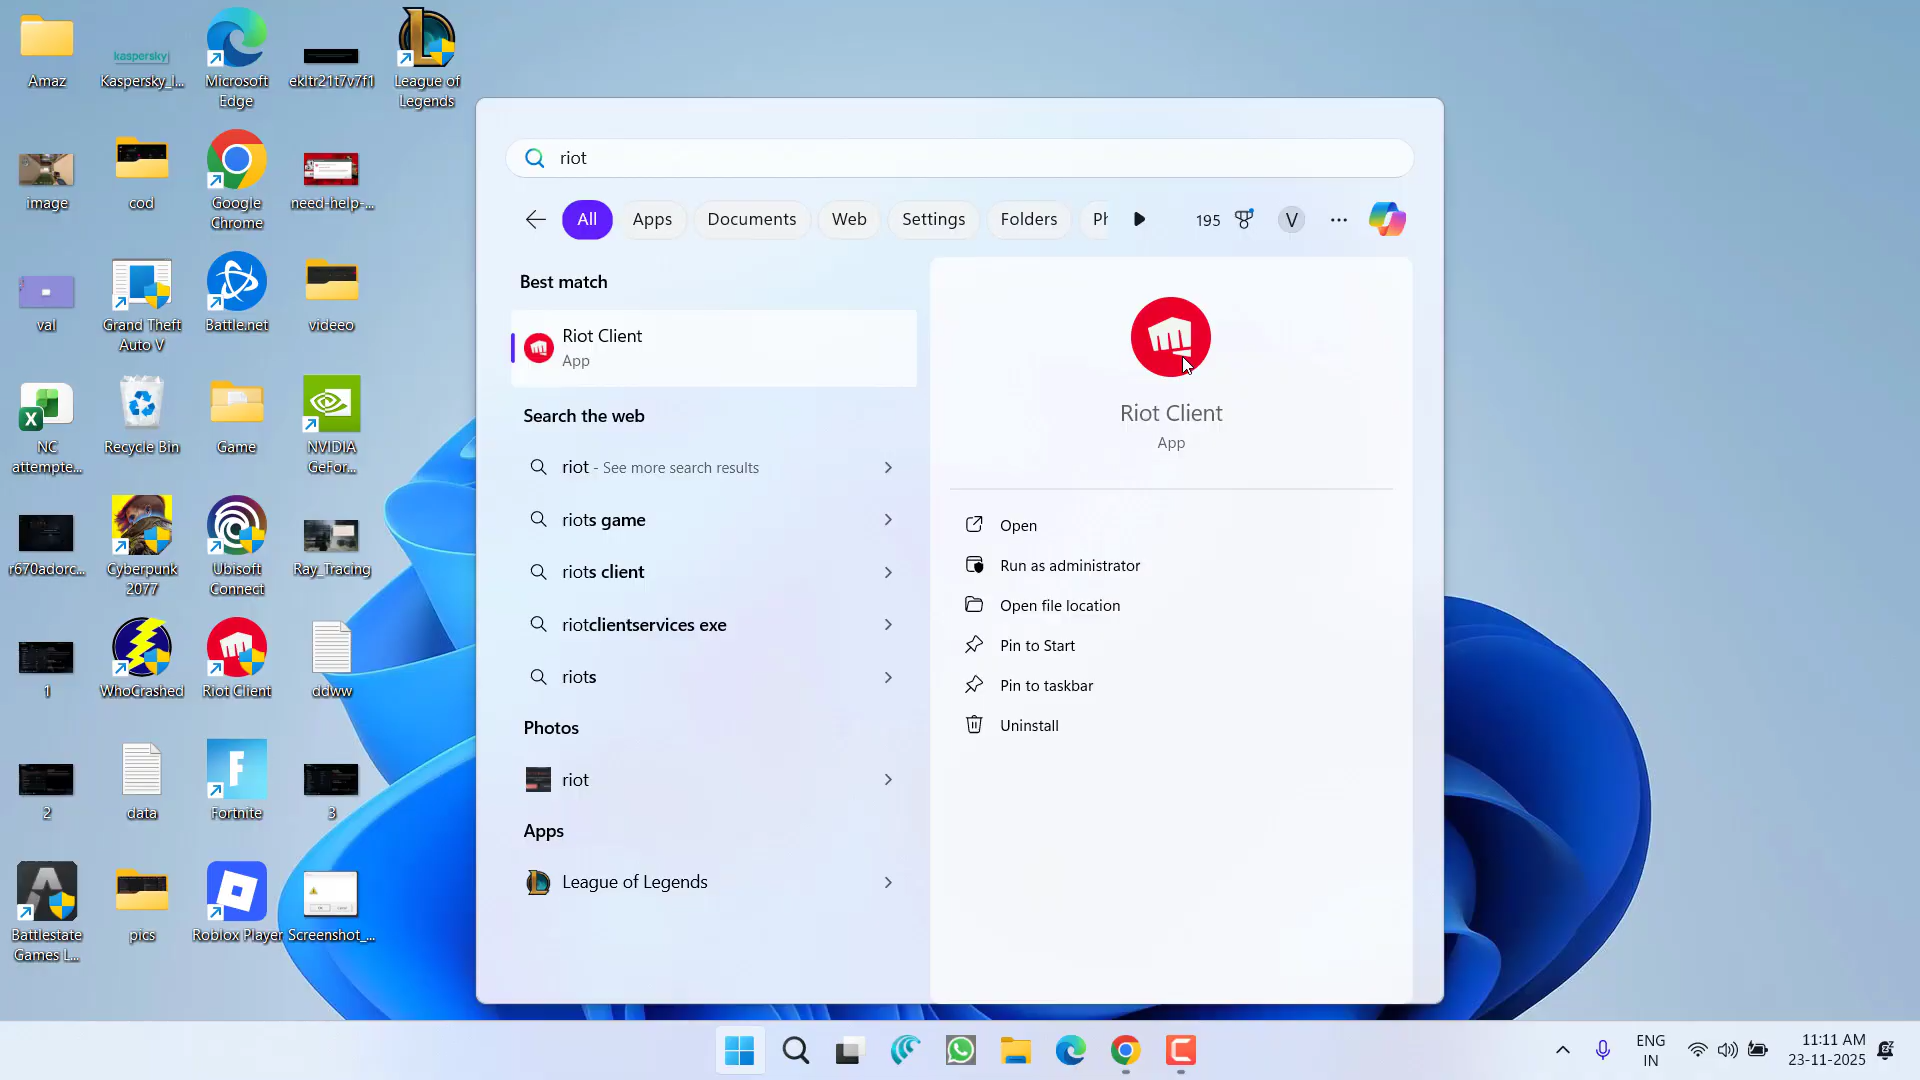 Amaz
kaspersky
Kaspersky_I...
Microsoft
Edge
ekltr21t7v7f1
League of
Legends
image
cod
Google
Chrome
need-help-...
val
Grand Theft
Auto V
Battle.net
videeo
NC
attempte...
Recycle Bin
Game
NVIDIA
GeFor...
r670adorc...
Cyberpunk
2077
Ubisoft
Connect
Ray_Tracing
1
WhoCrashed
Riot Client
ddww
2
data
Fortnite
3
Battlestate
Games L...
pics
Roblox Player
Screenshot_...
riot
All
Apps
Documents
Web
Settings
Folders
Ph
195
V
Best match
Riot Client
App
Search the web
riot - See more search results
riots game
riots client
riotclientservices exe
riots
Photos
riot
Apps
League of Legends
Riot Client
App
Open
Run as administrator
Open file location
Pin to Start
Pin to taskbar
Uninstall
ENG
IN
11:11 AM
23-11-2025